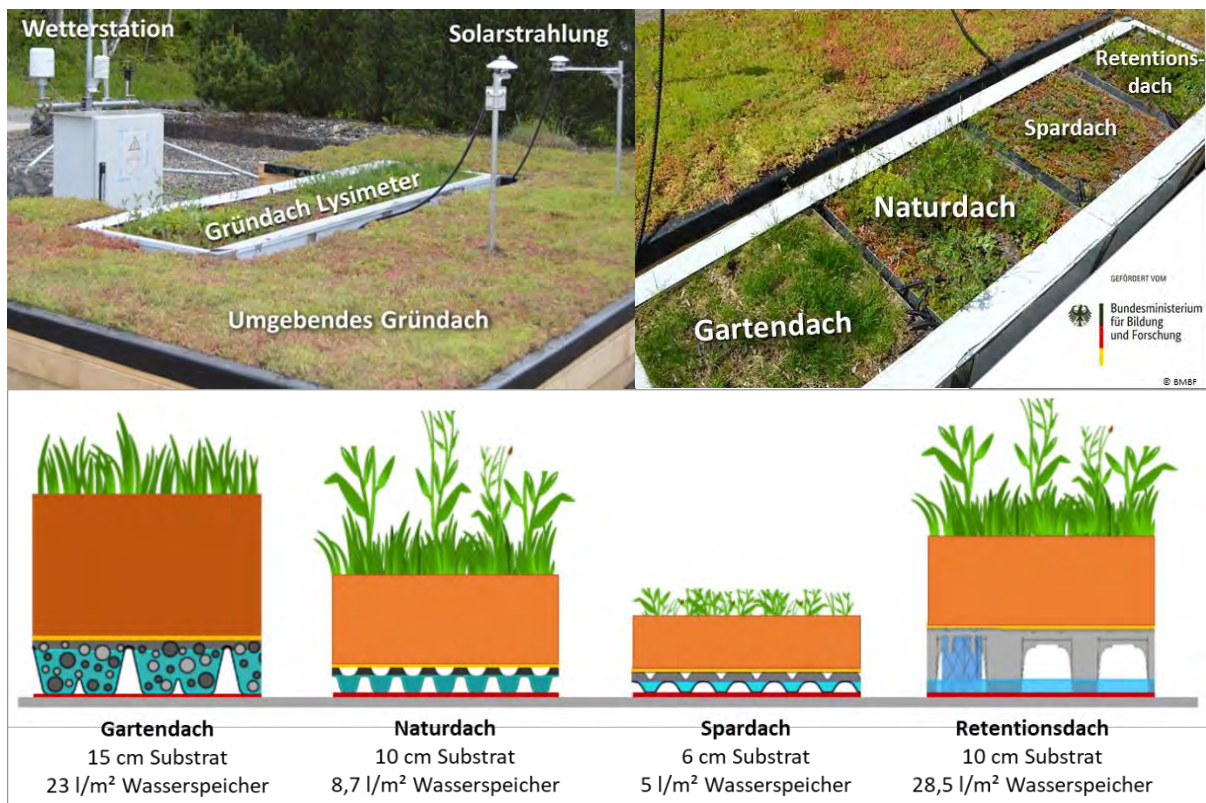 Wetterstation
Solarstrahlung
Gründach Lysimeter
Umgebendes Gründach
Retentions-
dach
Spardach
Naturdach
Gartendach
GEFÖRDERT VOM
Bundesministerium
für Bildung
und Forschung
© BMBF
Gartendach
15 cm Substrat
23 l/m² Wasserspeicher
Naturdach
10 cm Substrat
8,7 l/m² Wasserspeicher
Spardach
6 cm Substrat
5 l/m² Wasserspeicher
Retentionsdach
10 cm Substrat
28,5 l/m² Wasserspeicher